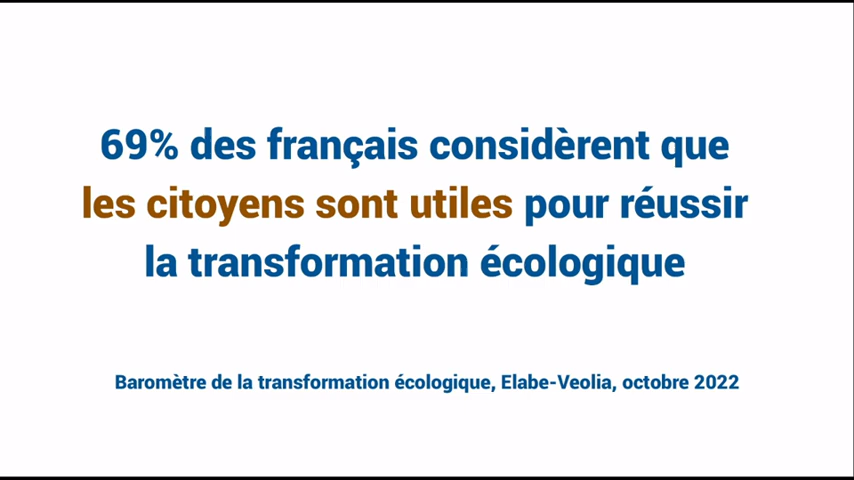 69% des français considèrent que
les citoyens sont utiles pour réussir
la transformation écologique
Baromètre de la transformation écologique, Elabe-Veolia, octobre 2022